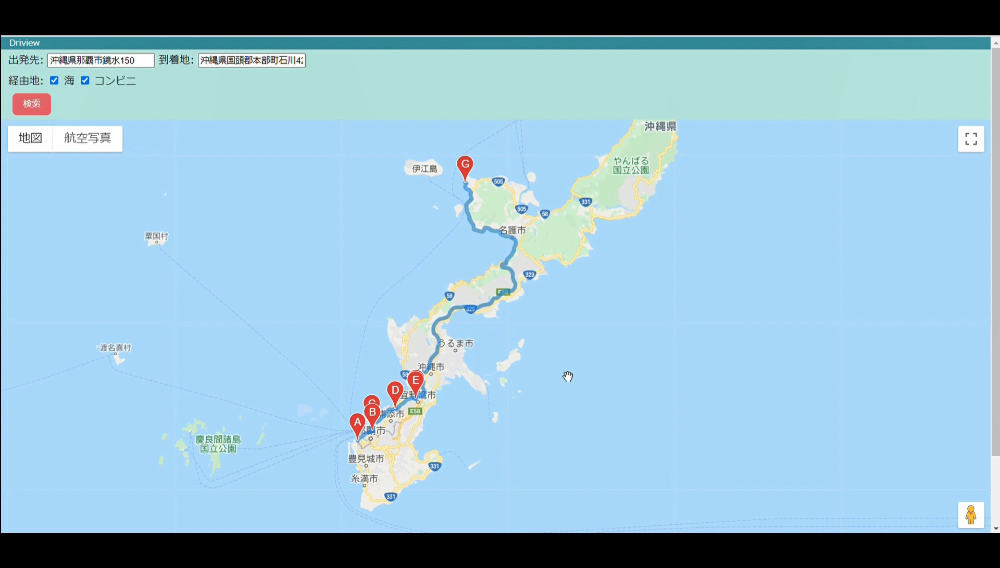 Driview
出発先: 沖縄県那覇市鏡水150 到着地: 沖縄県国頭郡本部町石川42
経由地: 海 コンビニ
検索
地図 航空写真
沖縄県
やんばる
国立公園
伊江島
G
505
331
505
58
名護市
粟国村
329
E58
58
329
うるま市
渡名喜村
沖縄市
58
E
D
宜野湾市
C
B
浦添市
E58
A
那覇市
慶良間諸島
国立公園
豊見城市
331
糸満市
331